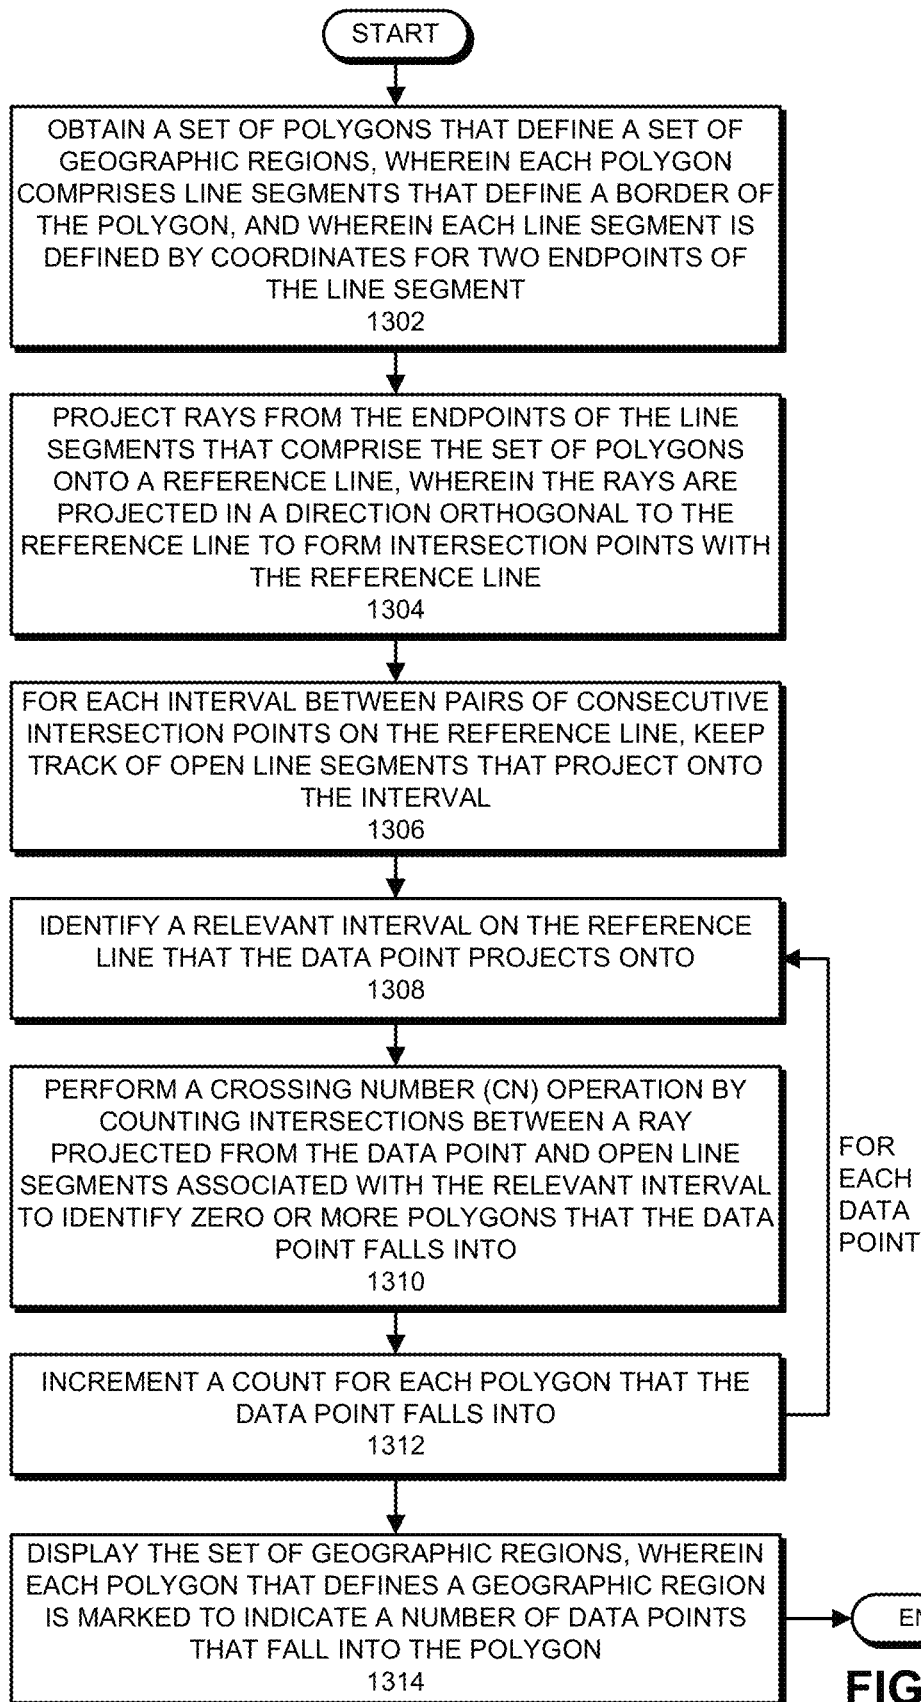 START
OBTAIN A SET OF POLYGONS THAT DEFINE A SET OF
GEOGRAPHIC REGIONS, WHEREIN EACH POLYGON
COMPRISES LINE SEGMENTS THAT DEFINE A BORDER OF
THE POLYGON, AND WHEREIN EACH LINE SEGMENT IS
DEFINED BY COORDINATES FOR TWO ENDPOINTS OF
THE LINE SEGMENT
1302
PROJECT RAYS FROM THE ENDPOINTS OF THE LINE
SEGMENTS THAT COMPRISE THE SET OF POLYGONS
ONTO A REFERENCE LINE, WHEREIN THE RAYS ARE
PROJECTED IN A DIRECTION ORTHOGONAL TO THE
REFERENCE LINE TO FORM INTERSECTION POINTS WITH
THE REFERENCE LINE
1304
FOR EACH INTERVAL BETWEEN PAIRS OF CONSECUTIVE
INTERSECTION POINTS ON THE REFERENCE LINE, KEEP
TRACK OF OPEN LINE SEGMENTS THAT PROJECT ONTO
THE INTERVAL
1306
IDENTIFY A RELEVANT INTERVAL ON THE REFERENCE
LINE THAT THE DATA POINT PROJECTS ONTO
1308
PERFORM A CROSSING NUMBER (CN) OPERATION BY
COUNTING INTERSECTIONS BETWEEN A RAY
PROJECTED FROM THE DATA POINT AND OPEN LINE
SEGMENTS ASSOCIATED WITH THE RELEVANT INTERVAL
TO IDENTIFY ZERO OR MORE POLYGONS THAT THE DATA
POINT FALLS INTO
1310
FOR
EACH
DATA
POINT
INCREMENT A COUNT FOR EACH POLYGON THAT THE
DATA POINT FALLS INTO
1312
DISPLAY THE SET OF GEOGRAPHIC REGIONS, WHEREIN
EACH POLYGON THAT DEFINES A GEOGRAPHIC REGION
IS MARKED TO INDICATE A NUMBER OF DATA POINTS
THAT FALL INTO THE POLYGON
1314
FIG